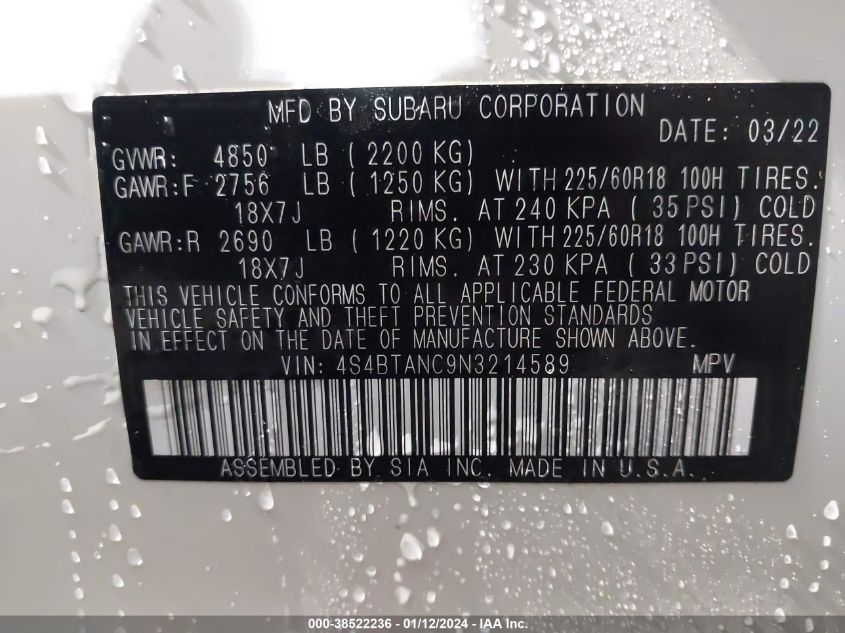 MFD BY SUBARU CORPORATION
DATE: 03/22
GVWR: 4850 LB ( 2200 KG)
GAWR:F 2756 LB ( 1250 KG) WITH 225/60R18 100H TIRES.
18X7J RIMS. AT 240 KPA ( 35 PSI) COLD
GAWR:R 2690 LB ( 1220 KG) WITH 225/60R18 100H TIRES.
18X7J RIMS. AT 230 KPA ( 33 PSI) COLD
THIS VEHICLE CONFORMS TO ALL APPLICABLE FEDERAL MOTOR
VEHICLE SAFETY AND THEFT PREVENTION STANDARDS
IN EFFECT ON THE DATE OF MANUFACTURE SHOWN ABOVE.
VIN: 4S4BTANC9N3214589 MPV
ASSEMBLED BY SIA INC. MADE IN U.S.A.
000-38522236 - 01/12/2024 - IAA Inc.